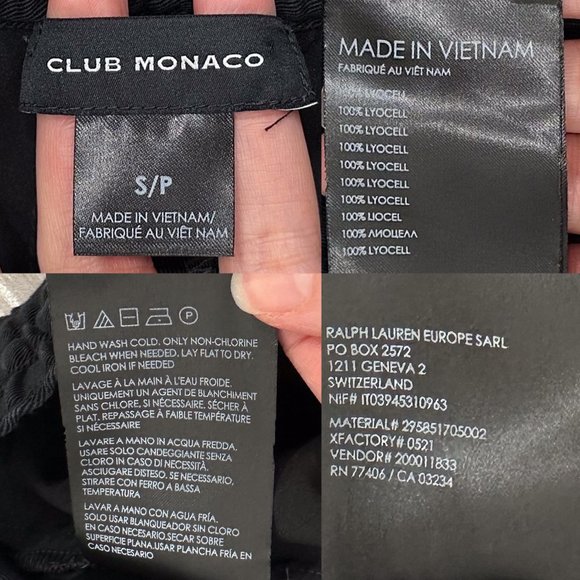 CLUB MONACO
S/P
MADE IN VIETNAM/
FABRIQUÉ AU VIÊT NAM
MADE IN VIETNAM
FABRIQUÉ AU VIÊT NAM
100% LYOCELL
100% LYOCELL
100% LYOCELL
100% LYOCELL
100% LYOCELL
100% LYOCELL
100% LYOCELL
100% LIOCEL
100% ЛИОЦЕЛЛ
100% LYOCELL
P
HAND WASH COLD. ONLY NON-CHLORINE
BLEACH WHEN NEEDED. LAY FLAT TO DRY.
COOL IRON IF NEEDED
LAVAGE À LA MAIN À L'EAU FROIDE.
UNIQUEMENT UN AGENT DE BLANCHIMENT
SANS CHLORE, SI NÉCESSAIRE. SÉCHER À
PLAT. REPASSAGE À FAIBLE TEMPÉRATURE
SI NÉCESSAIRE
LAVARE A MANO IN ACQUA FREDDA,
USARE SOLO CANDEGGIANTE SENZA
CLORO IN CASO DI NECESSITÀ.
ASCIUGARE DISTESO. SE NECESSARIO,
STIRARE CON FERRO A BASSA
TEMPERATURA
LAVAR A MANO CON AGUA FRÍA.
SOLO USAR BLANQUEADOR SIN CLORO
EN CASO NECESARIO. SECAR SOBRE
SUPERFICIE PLANA. USAR PLANCHA FRÍA
EN CASO NECESARIO
RALPH LAUREN EUROPE SARL
PO BOX 2572
1211 GENEVA 2
SWITZERLAND
NIF# IT03945310963
MATERIAL# 295851705002
XFACTORY# 0521
VENDOR# 200011833
RN 77406 / CA 03234